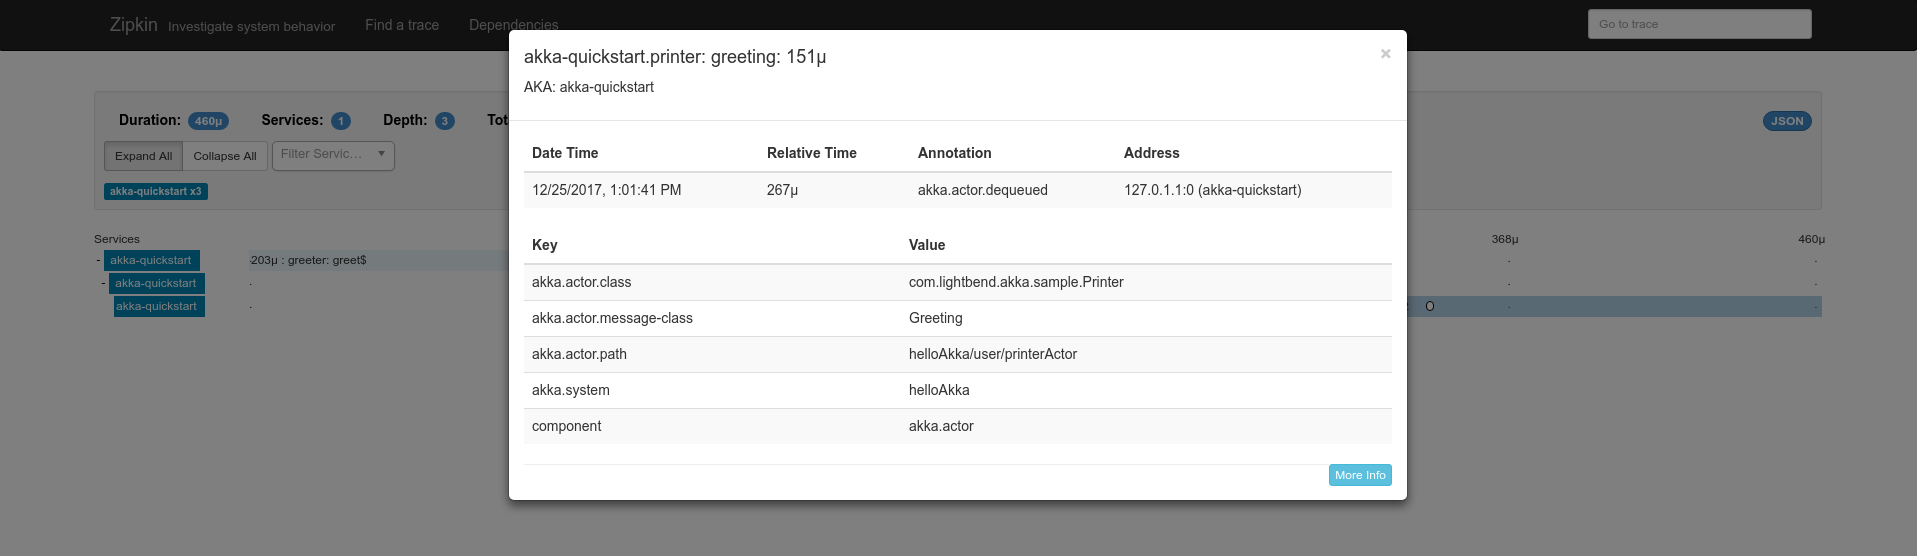 Zipkin Investigate system behavior Find a trace Dependencies Go to trace
akka-quickstart.printer: greeting: 151μ ×
AKA: akka-quickstart
Duration: 460μ Services: 1 Depth: 3 JSON
Expand All Collapse All Filter Servic...
akka-quickstart x3
Date Time Relative Time Annotation Address
12/25/2017, 1:01:41 PM 267μ akka.actor.dequeued 127.0.1.1:0 (akka-quickstart)
Services 368μ 460μ
- akka-quickstart ·203μ : greeter: greet$ · ·
- akka-quickstart · · ·
akka-quickstart · O · ·
Key Value
akka.actor.class com.lightbend.akka.sample.Printer
akka.actor.message-class Greeting
akka.actor.path helloAkka/user/printerActor
akka.system helloAkka
component akka.actor
More Info